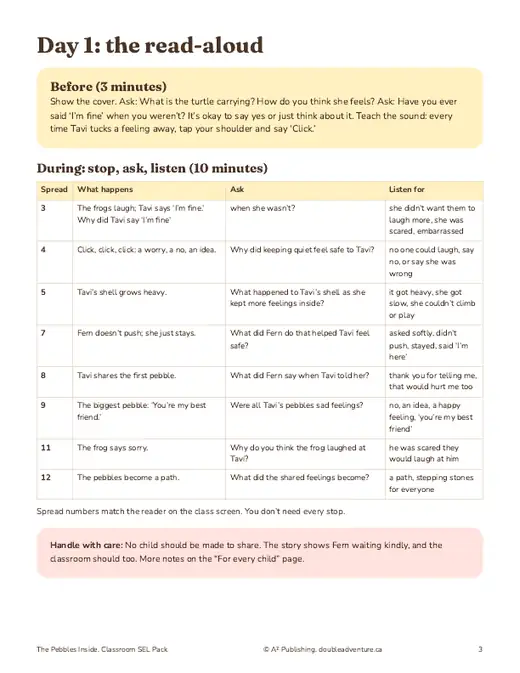 Day 1: the read-aloud
Before (3 minutes)
Show the cover. Ask: What is the turtle carrying? How do you think she feels? Ask: Have you ever
said ‘I’m fine’ when you weren’t? It’s okay to say yes or just think about it. Teach the sound: every
time Tavi tucks a feeling away, tap your shoulder and say ‘Click.’
During: stop, ask, listen (10 minutes)
Spread What happens Ask Listen for
3 The frogs laugh; Tavi says ‘I’m fine.’ when she wasn’t? she didn’t want them to
Why did Tavi say ‘I’m fine’ laugh more, she was
scared, embarrassed
4 Click, click, click: a worry, a no, an idea. Why did keeping quiet feel safe to Tavi? no one could laugh, say
no, or say she was
wrong
5 Tavi’s shell grows heavy. What happened to Tavi’s shell as she it got heavy, she got
kept more feelings inside? slow, she couldn’t climb
or play
7 Fern doesn’t push; she just stays. What did Fern do that helped Tavi feel asked softly, didn’t
safe? push, stayed, said ‘I’m
here’
8 Tavi shares the first pebble. What did Fern say when Tavi told her? thank you for telling me,
that would hurt me too
9 The biggest pebble: ‘You’re my best Were all Tavi’s pebbles sad feelings? no, an idea, a happy
friend.’ feeling, ‘you’re my best
friend’
11 The frog says sorry. Why do you think the frog laughed at he was scared they
Tavi? would laugh at him
12 The pebbles become a path. What did the shared feelings become? a path, stepping stones
for everyone
Spread numbers match the reader on the class screen. You don’t need every stop.
Handle with care: No child should be made to share. The story shows Fern waiting kindly, and the
classroom should too. More notes on the “For every child” page.
The Pebbles Inside. Classroom SEL Pack © A² Publishing. doubleadventure.ca 3